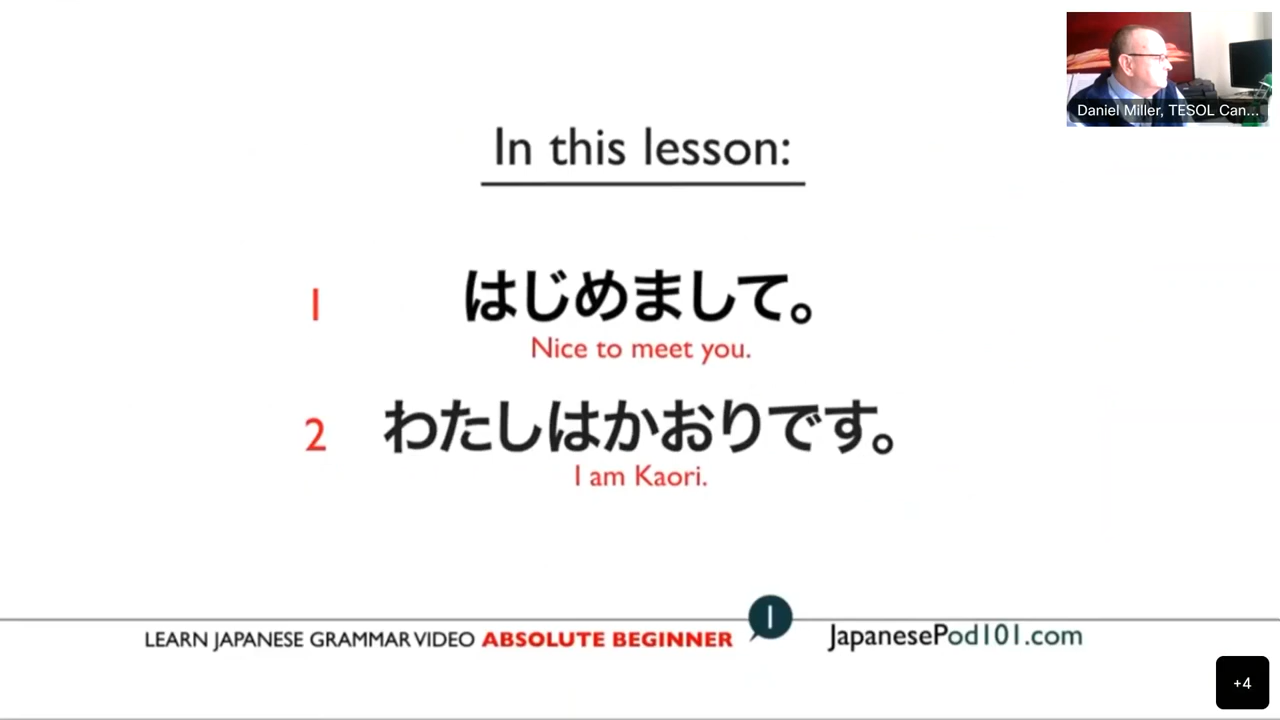 Daniel Miller, TESOL Can...
In this lesson:
1
はじめまして。
Nice to meet you.
2
わたしはかおりです。
I am Kaori.
LEARN JAPANESE GRAMMAR VIDEO ABSOLUTE BEGINNER
1
JapanesePod101.com
+4